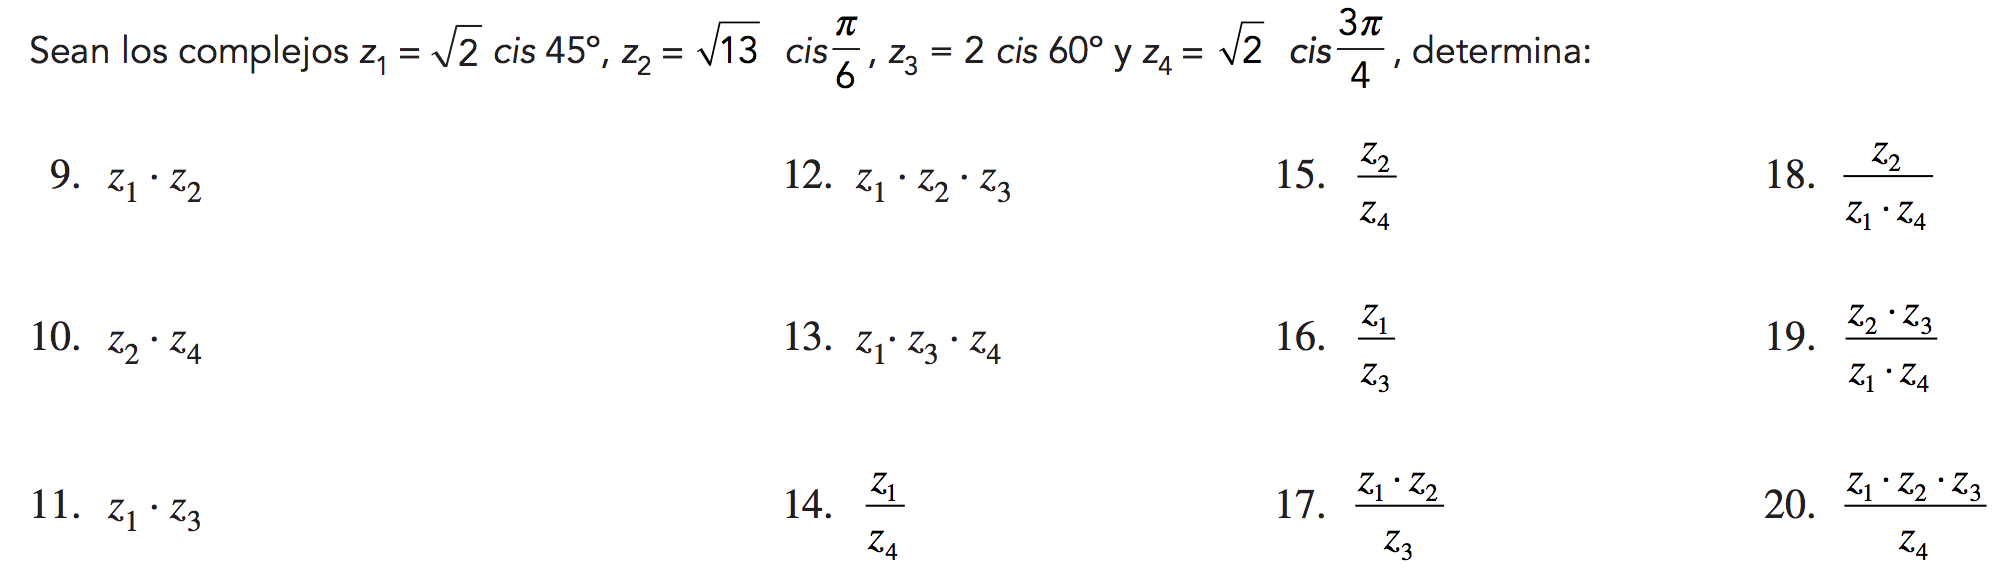 Sean los complejos z₁ = √2 cis 45°, z₂ = √13 cis π/6, z₃ = 2 cis 60° y z₄ = √2 cis 3π/4, determina:
9. z₁ · z₂
12. z₁ · z₂ · z₃
15. z₂/z₄
18. z₂/(z₁ · z₄)
10. z₂ · z₄
13. z₁ · z₃ · z₄
16. z₁/z₃
19. (z₂ · z₃)/(z₁ · z₄)
11. z₁ · z₃
14. z₁/z₄
17. (z₁ · z₂)/z₃
20. (z₁ · z₂ · z₃)/z₄